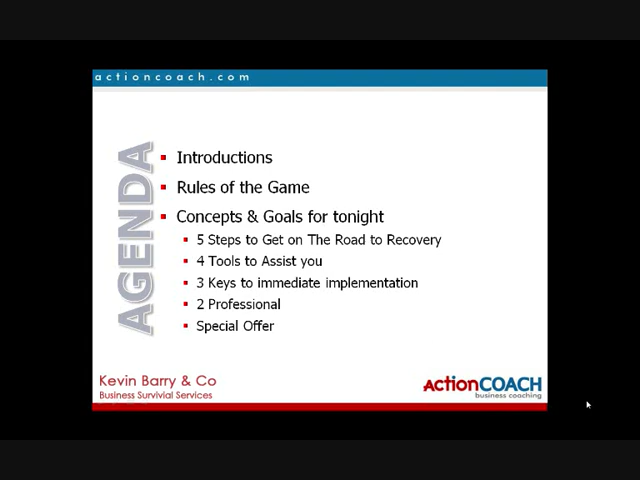 actioncoach.com
AGENDA
Introductions
Rules of the Game
Concepts & Goals for tonight
5 Steps to Get on The Road to Recovery
4 Tools to Assist you
3 Keys to immediate implementation
2 Professional
Special Offer
Kevin Barry & Co
Business Survivial Services
ACTiONCOACH
business coaching